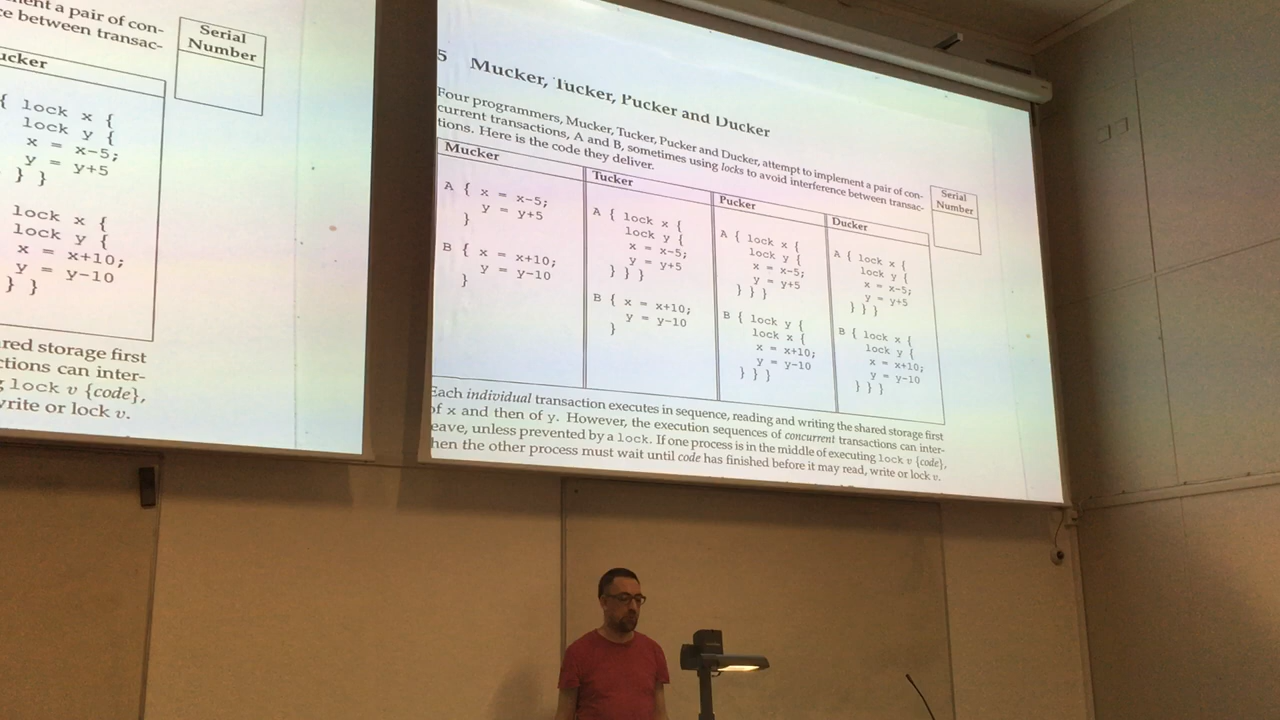 ent a pair of con-
ce between transac-
Serial
Number
ucker
{ lock x {
lock y {
x = x-5;
y = y+5
} }
lock x {
lock y {
x = x+10;
y = y-10
} }
red storage first
ctions can inter-
g lock v {code},
write or lock v.
5 Mucker, Tucker, Pucker and Ducker
Four programmers, Mucker, Tucker, Pucker and Ducker, attempt to implement a pair of con-
current transactions, A and B, sometimes using locks to avoid interference between transac-
tions. Here is the code they deliver.
Serial
Number
Mucker
A { x = x-5;
y = y+5
}
B { x = x+10;
y = y-10
}
Tucker
A { lock x {
lock y {
x = x-5;
y = y+5
} } }
B { x = x+10;
y = y-10
}
Pucker
A { lock x {
lock y {
x = x-5;
y = y+5
} } }
B { lock y {
lock x {
x = x+10;
y = y-10
} } }
Ducker
A { lock x {
lock y {
x = x-5;
y = y+5
} } }
B { lock x {
lock y {
x = x+10;
y = y-10
} } }
Each individual transaction executes in sequence, reading and writing the shared storage first
of x and then of y. However, the execution sequences of concurrent transactions can inter-
eave, unless prevented by a lock. If one process is in the middle of executing lock v {code},
hen the other process must wait until code has finished before it may read, write or lock v.